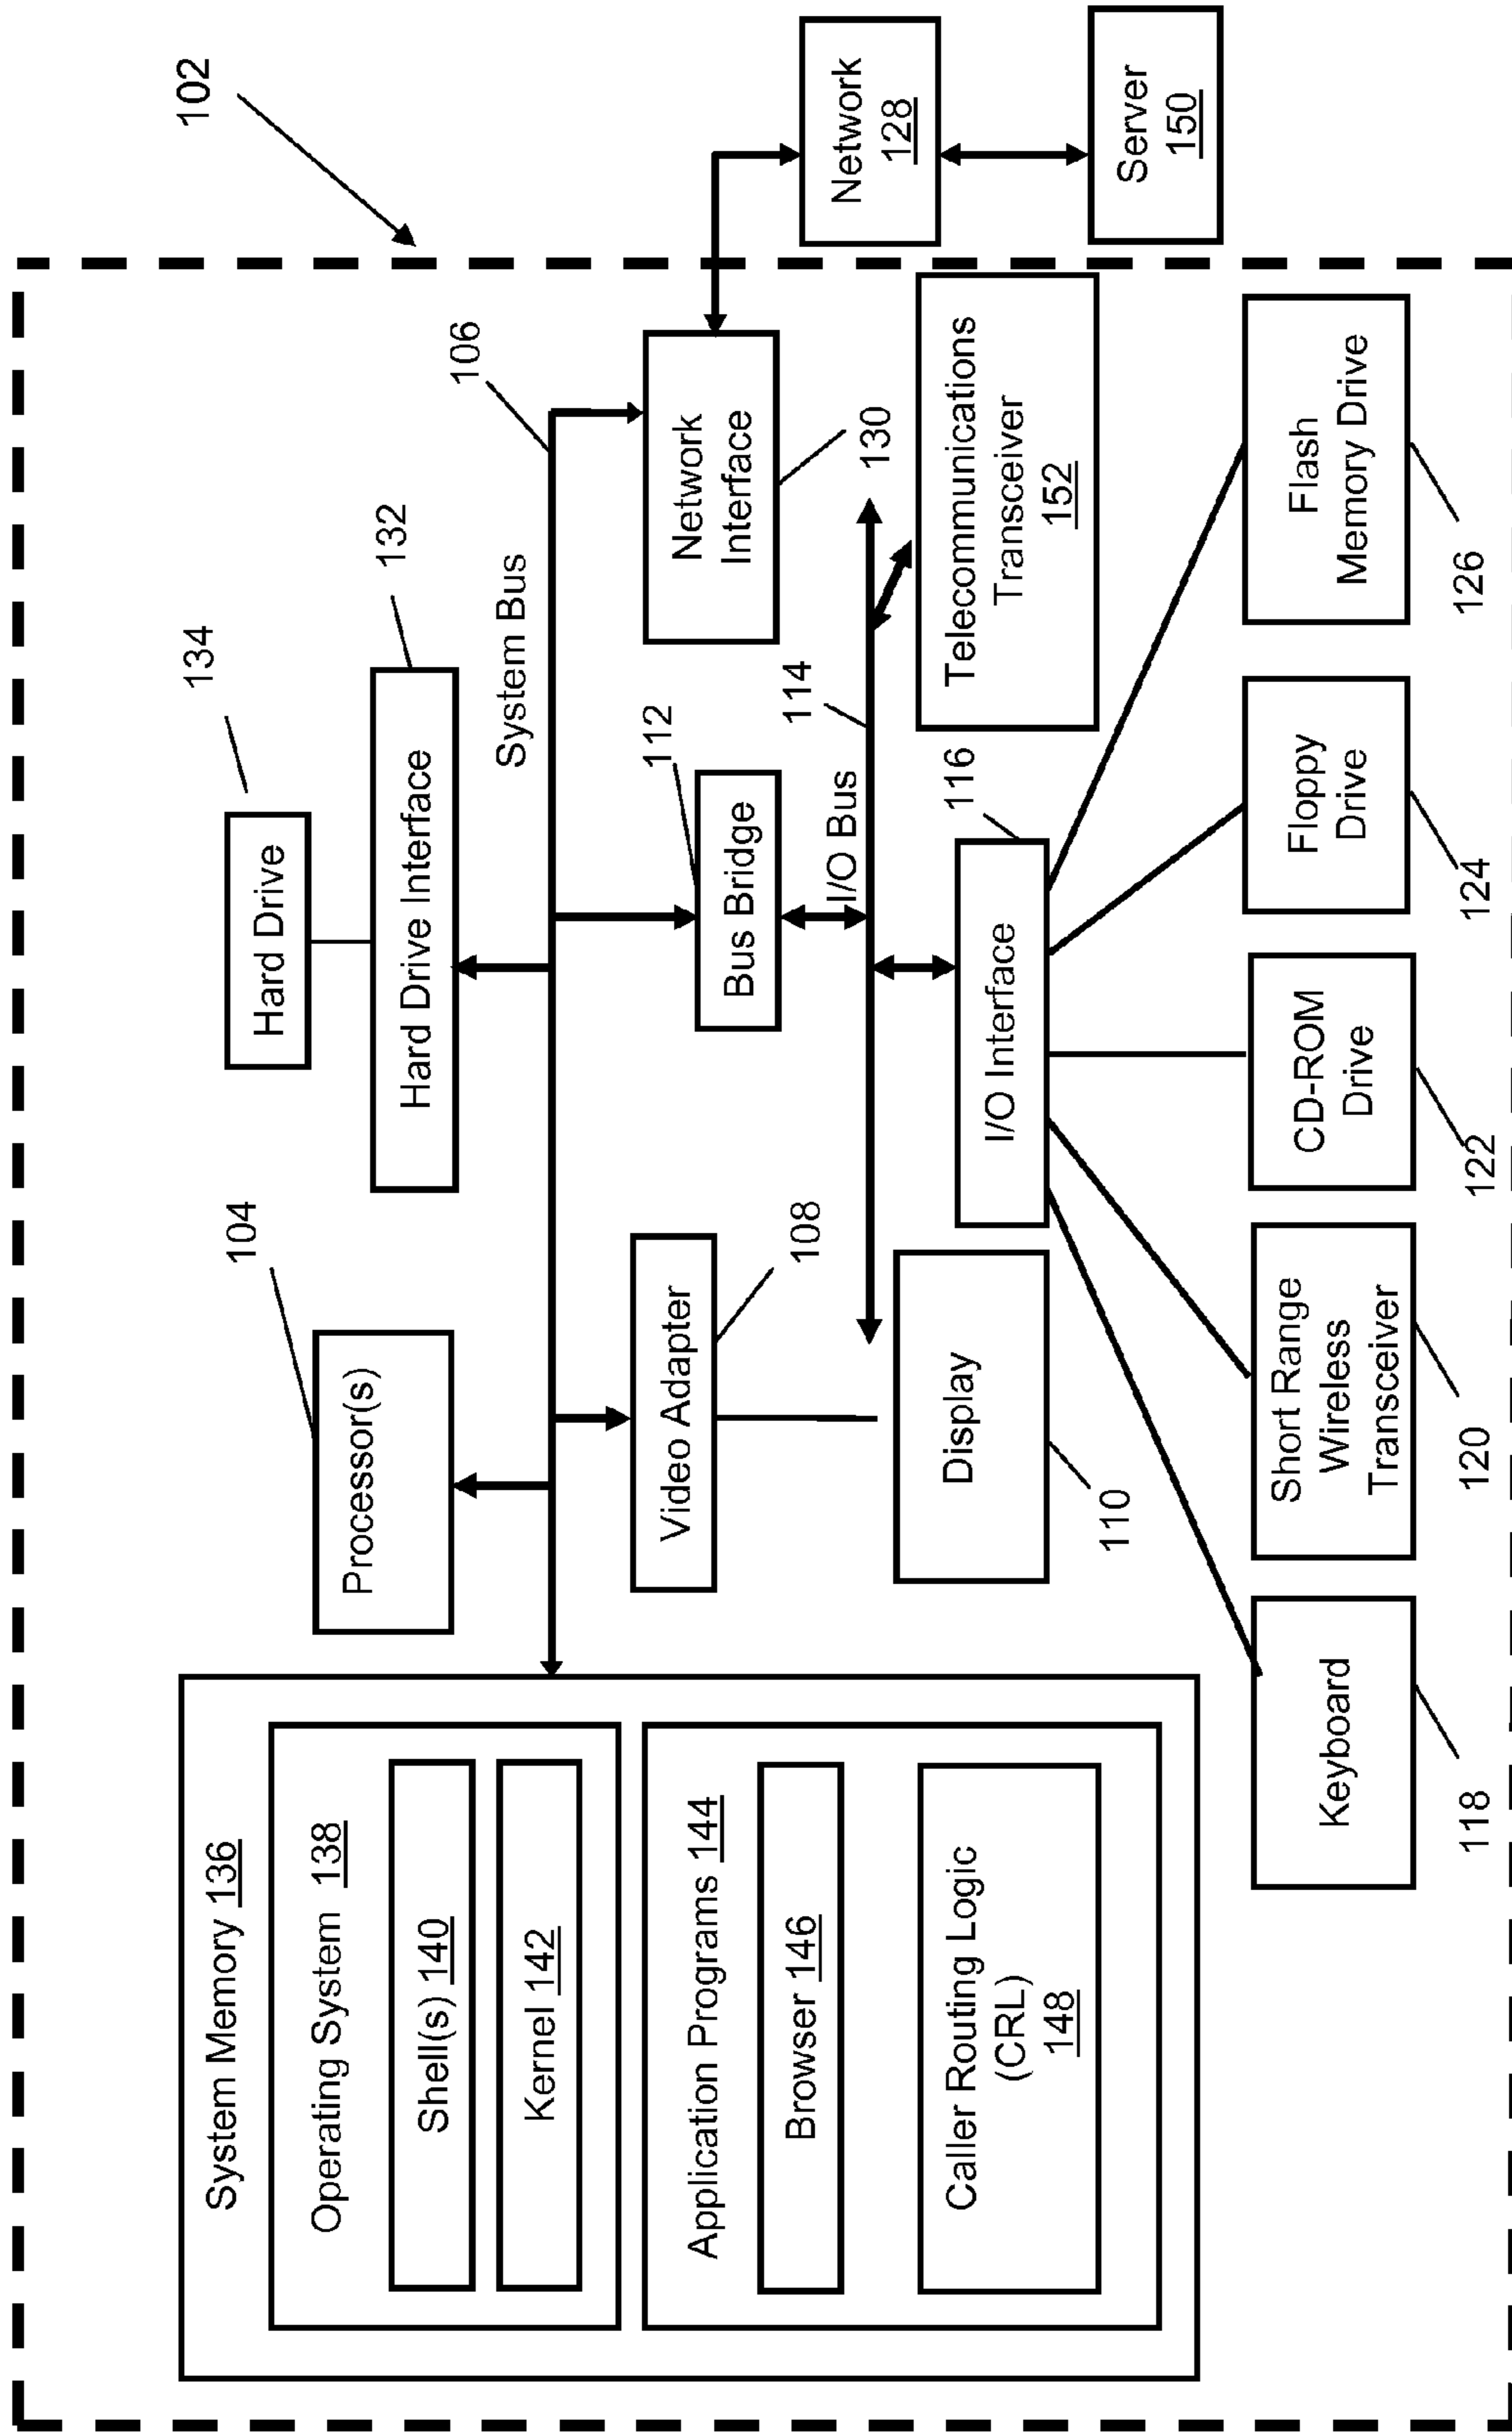 102
134
Hard Drive
132
Hard Drive Interface
104
Processor(s)
106
System Bus
System Memory 136
Operating System 138
Shell(s) 140
Kernel 142
Application Programs 144
Browser 146
Caller Routing Logic
(CRL)
148
Video Adapter
108
112
Bus Bridge
Network
Interface
130
Network
128
Server
150
Display
110
I/O Bus
114
116
I/O Interface
Telecommunications
Transceiver
152
Keyboard
118
Short Range
Wireless
Transceiver
120
CD-ROM
Drive
122
Floppy
Drive
124
Flash
Memory Drive
126